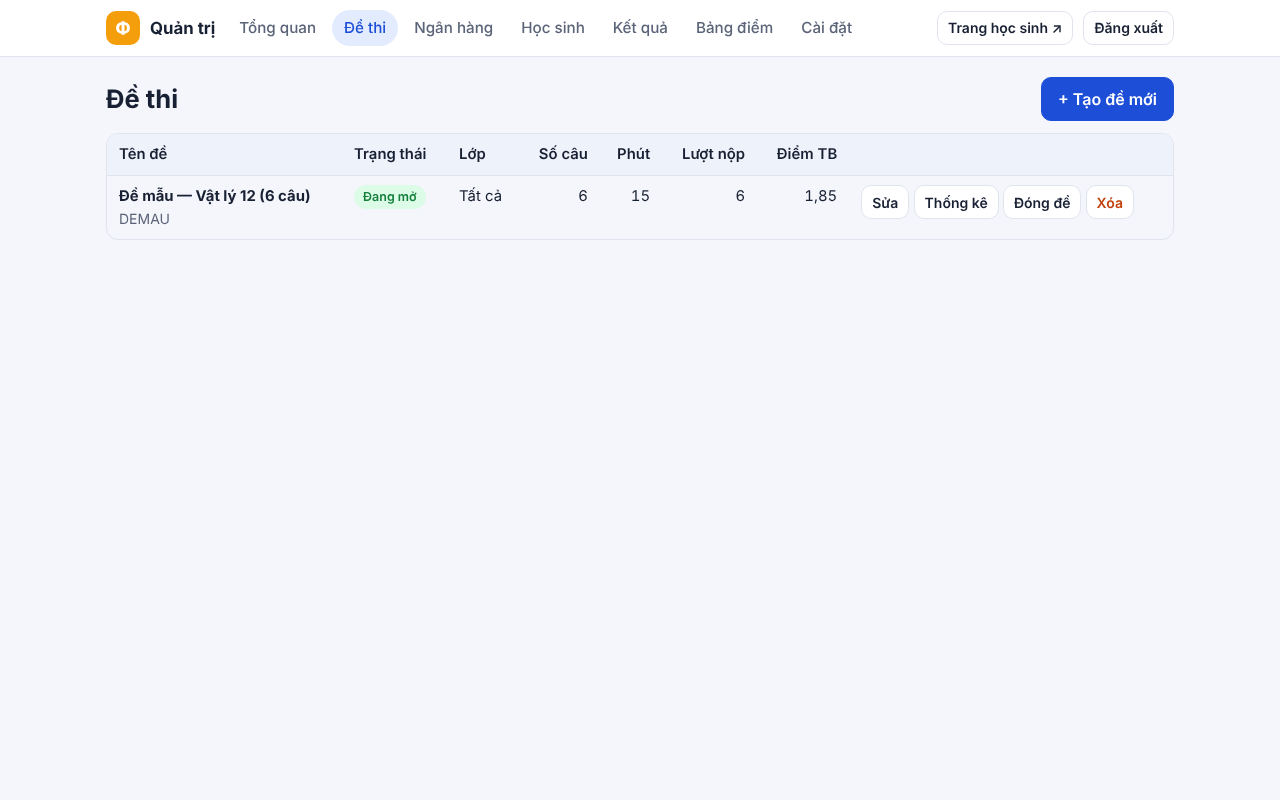 Φ Quản trị Tổng quan Đề thi Ngân hàng Học sinh Kết quả Bảng điểm Cài đặt Trang học sinh ↗ Đăng xuất
Đề thi + Tạo đề mới
Tên đề Trạng thái Lớp Số câu Phút Lượt nộp Điểm TB
Đề mẫu — Vật lý 12 (6 câu) Đang mở Tất cả 6 15 6 1,85 Sửa Thống kê Đóng đề Xóa
DEMAU